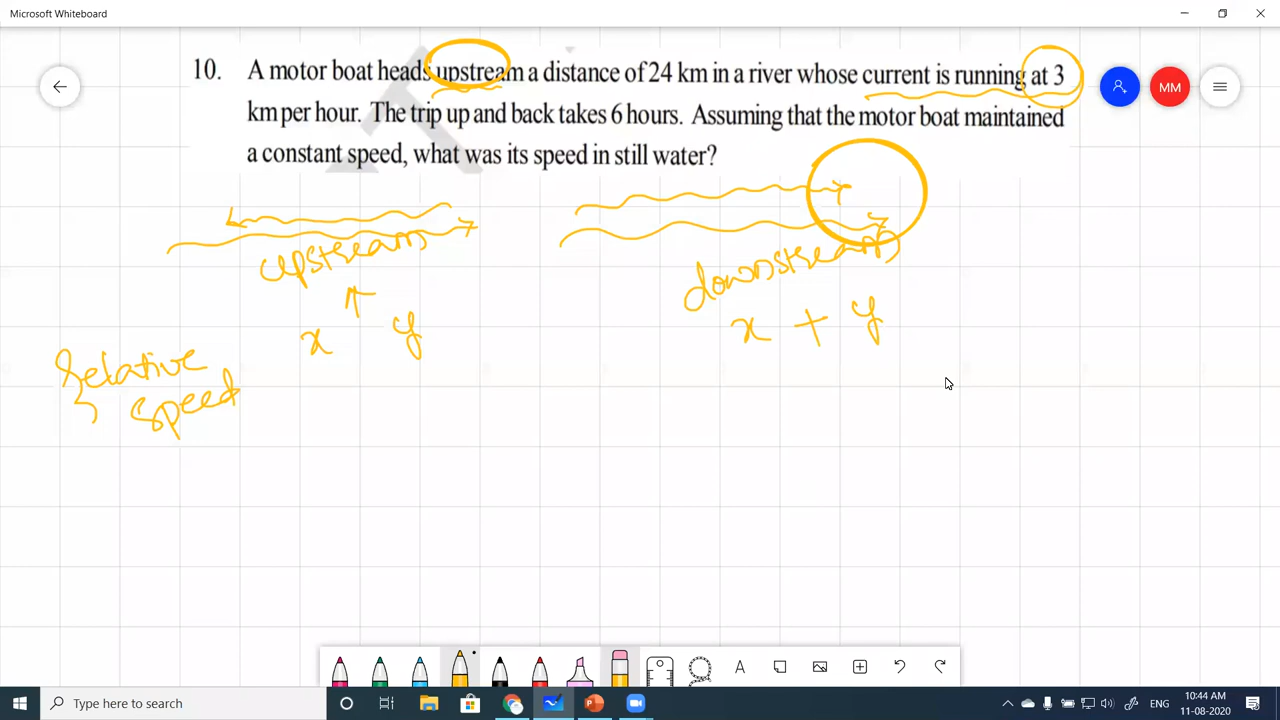 Microsoft Whiteboard
10. A motor boat heads upstream a distance of 24 km in a river whose current is running at 3
km per hour. The trip up and back takes 6 hours. Assuming that the motor boat maintained
a constant speed, what was its speed in still water?
MM
upstream
downstream
x y
x + y
Relative
Speed
A
Type here to search
ENG
10:44 AM
11-08-2020